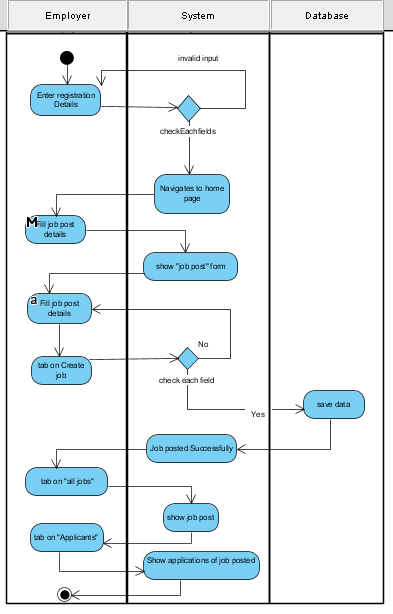 Employer
System
Database
invalid input
Enter registration
Details
checkEachfields
Navigates to home
page
M
Fill job post
details
show "job post" form
a
Fill job post
details
No
tab on Create
job
check each field
save data
Yes
Job posted Successfully
tab on "all jobs"
show job post
tab on "Applicants"
Show applications of job posted